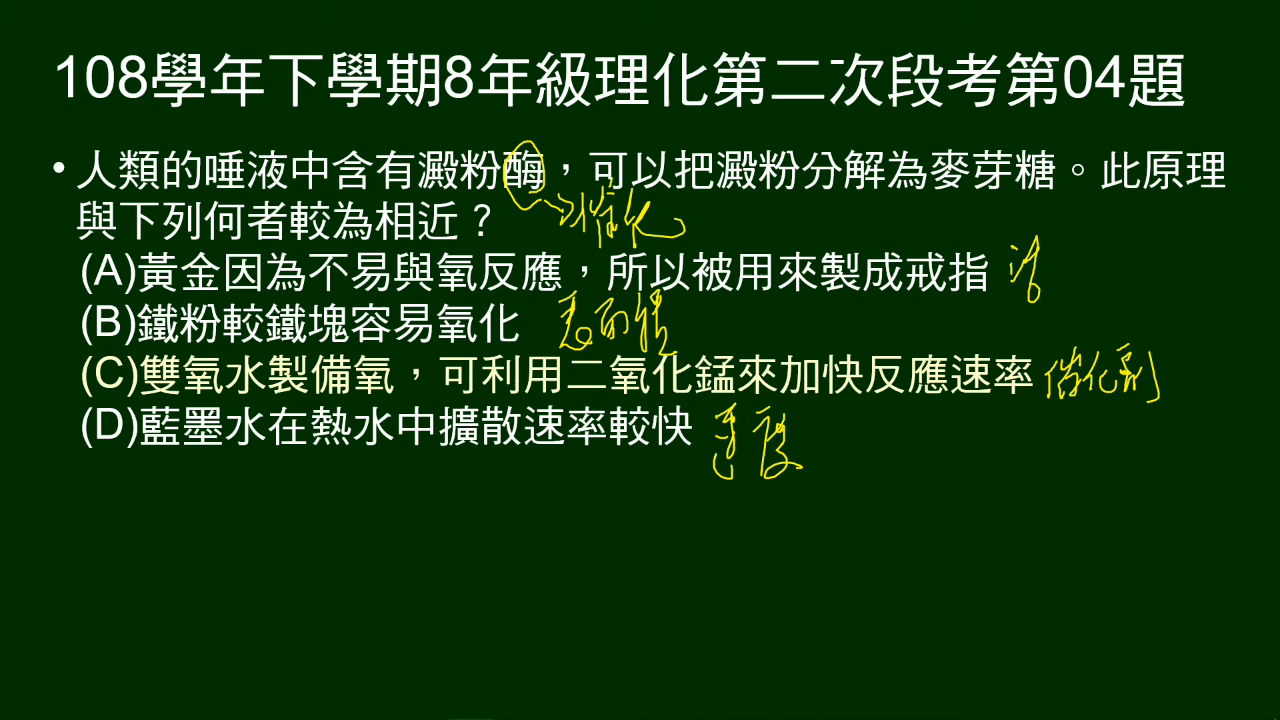 108學年下學期8年級理化第二次段考第04題
• 人類的唾液中含有澱粉酶，可以把澱粉分解為麥芽糖。此原理
與下列何者較為相近？
催化
(A)黃金因為不易與氧反應，所以被用來製成戒指
(B)鐵粉較鐵塊容易氧化 表面積
(C)雙氧水製備氧，可利用二氧化錳來加快反應速率 催化劑
(D)藍墨水在熱水中擴散速率較快